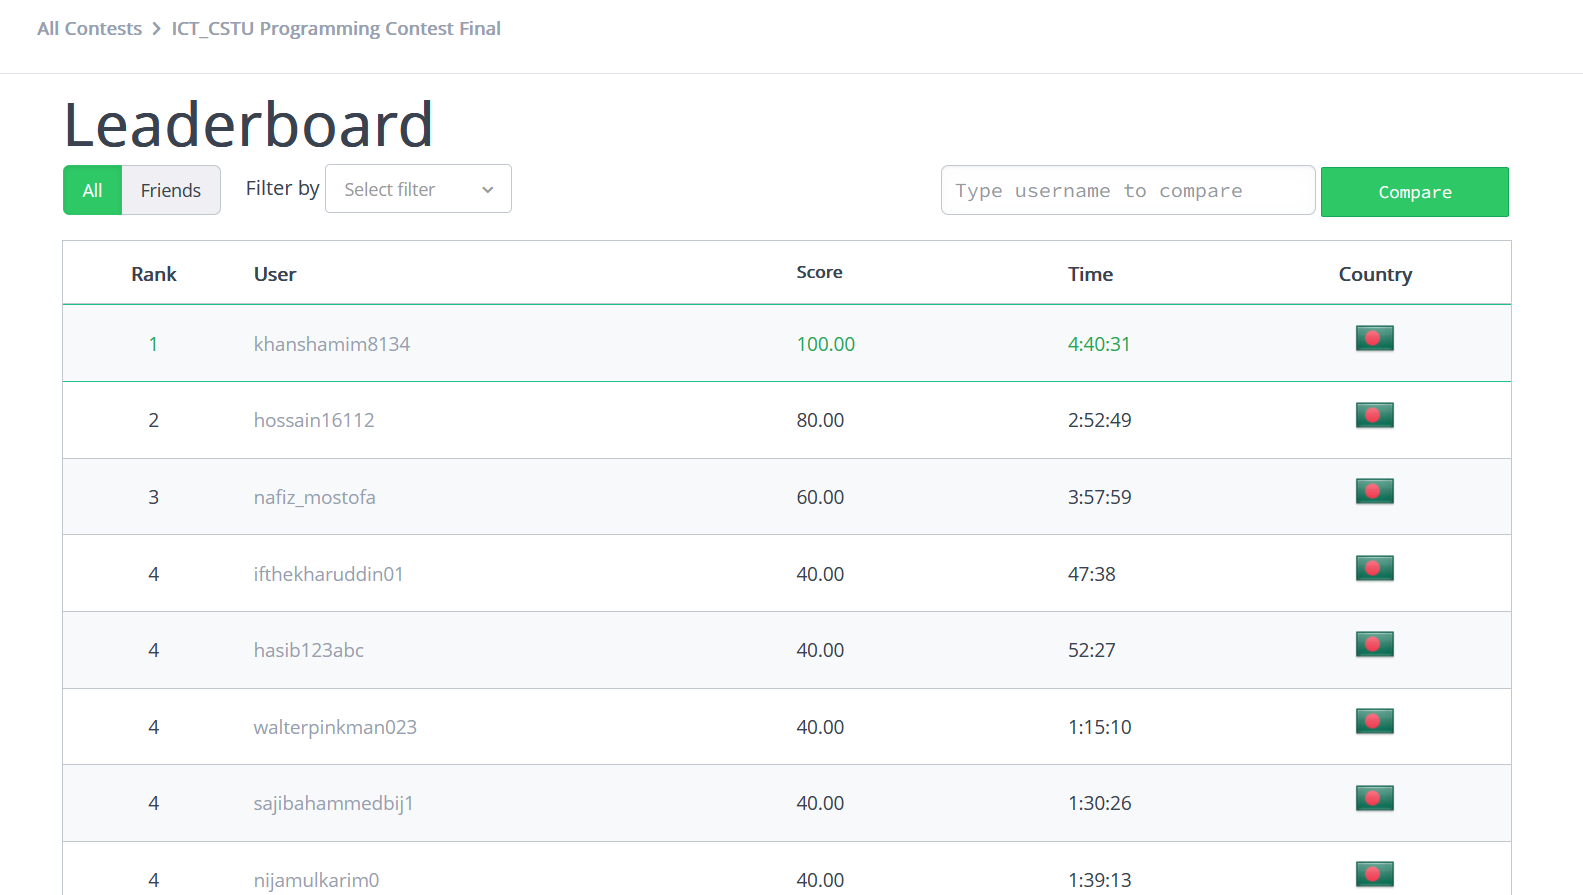 All Contests > ICT_CSTU Programming Contest Final
Leaderboard
All Friends Filter by Select filter Type username to compare Compare
Rank User Score Time Country
1 khanshamim8134 100.00 4:40:31
2 hossain16112 80.00 2:52:49
3 nafiz_mostofa 60.00 3:57:59
4 ifthekharuddin01 40.00 47:38
4 hasib123abc 40.00 52:27
4 walterpinkman023 40.00 1:15:10
4 sajibahammedbij1 40.00 1:30:26
4 nijamulkarim0 40.00 1:39:13